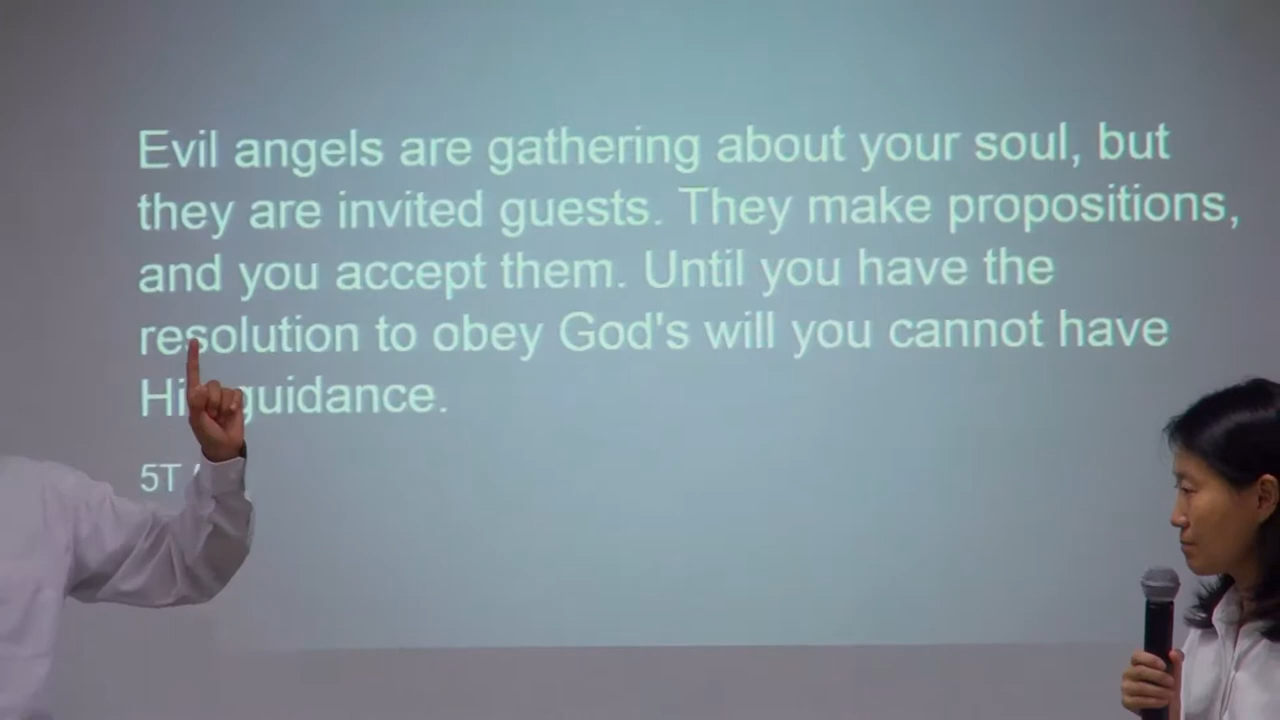 Evil angels are gathering about your soul, but
they are invited guests. They make propositions,
and you accept them. Until you have the
resolution to obey God's will you cannot have
guidance.
5T